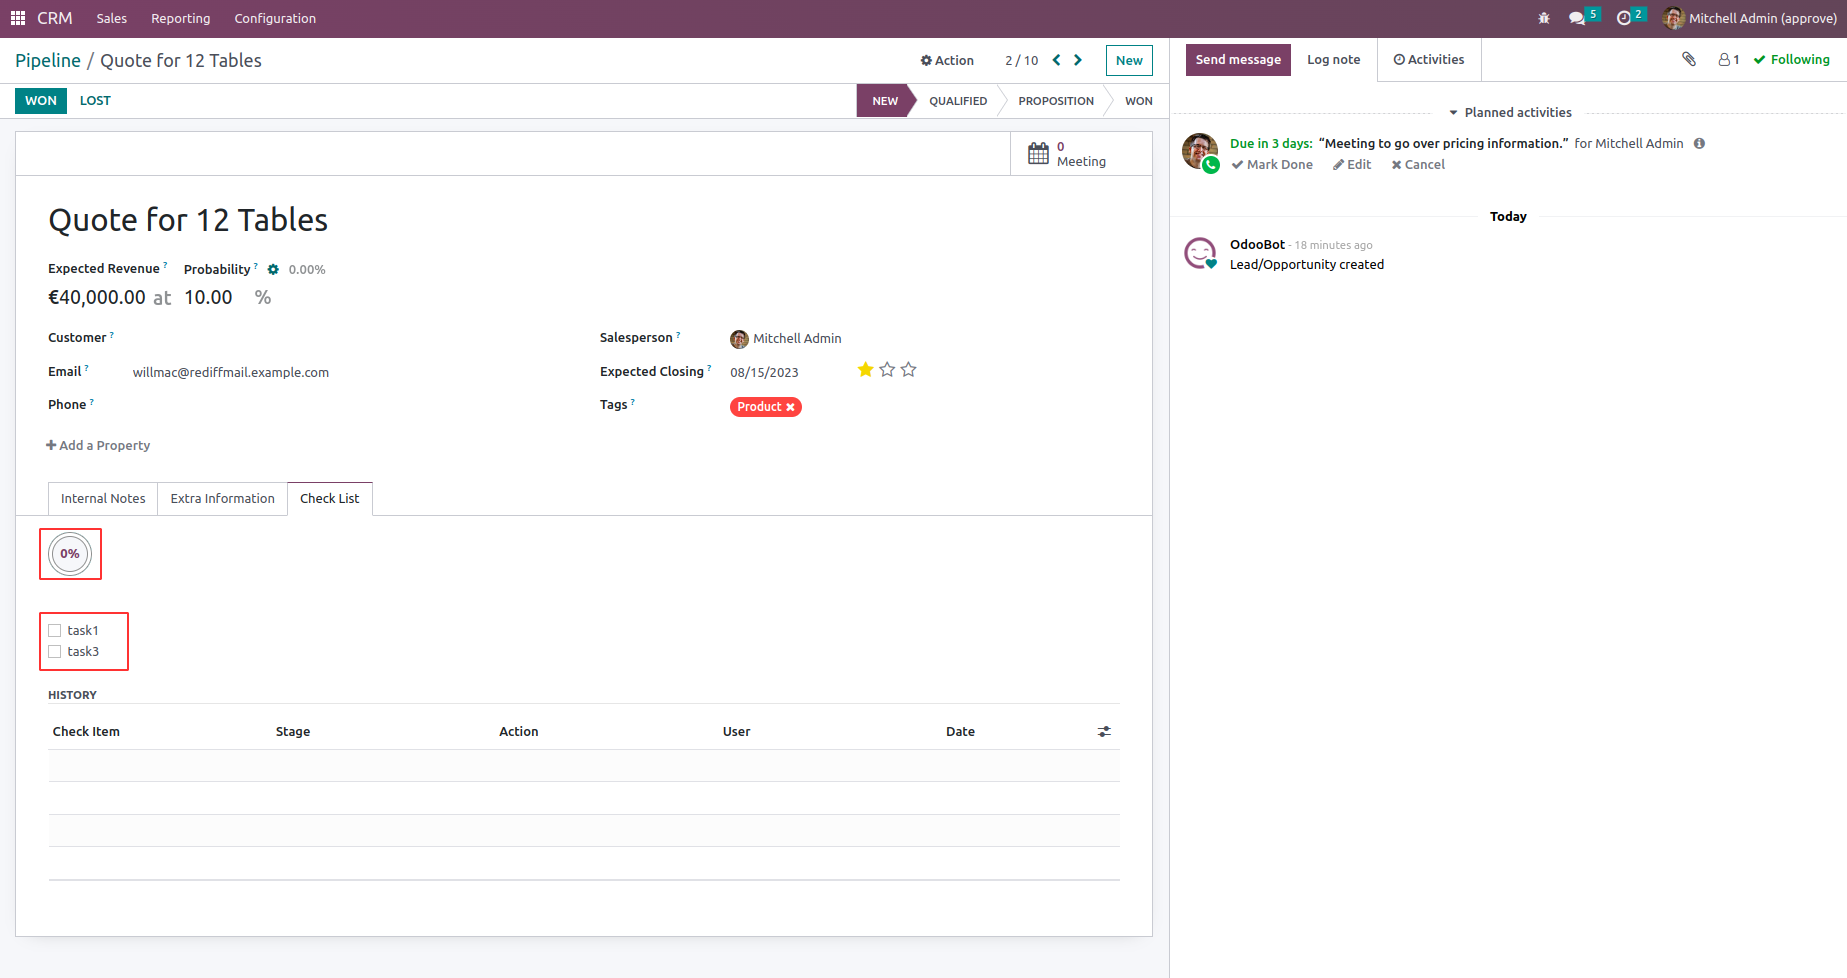 CRM Sales Reporting Configuration 5 2 Mitchell Admin (approve)
Pipeline / Quote for 12 Tables Action 2 / 10 New
Send message Log note Activities 1 Following
WON LOST NEW QUALIFIED PROPOSITION WON
0
Meeting
Quote for 12 Tables
Expected Revenue ? Probability ? 0.00%
€40,000.00 at 10.00 %
Customer ?
Email ? willmac@rediffmail.example.com
Phone ?
Salesperson ? Mitchell Admin
Expected Closing ? 08/15/2023
Tags ? Product
Add a Property
Internal Notes Extra Information Check List
0%
task1
task3
HISTORY
Check Item Stage Action User Date
Planned activities
Due in 3 days: “Meeting to go over pricing information.” for Mitchell Admin
Mark Done Edit Cancel
Today
OdooBot - 18 minutes ago
Lead/Opportunity created